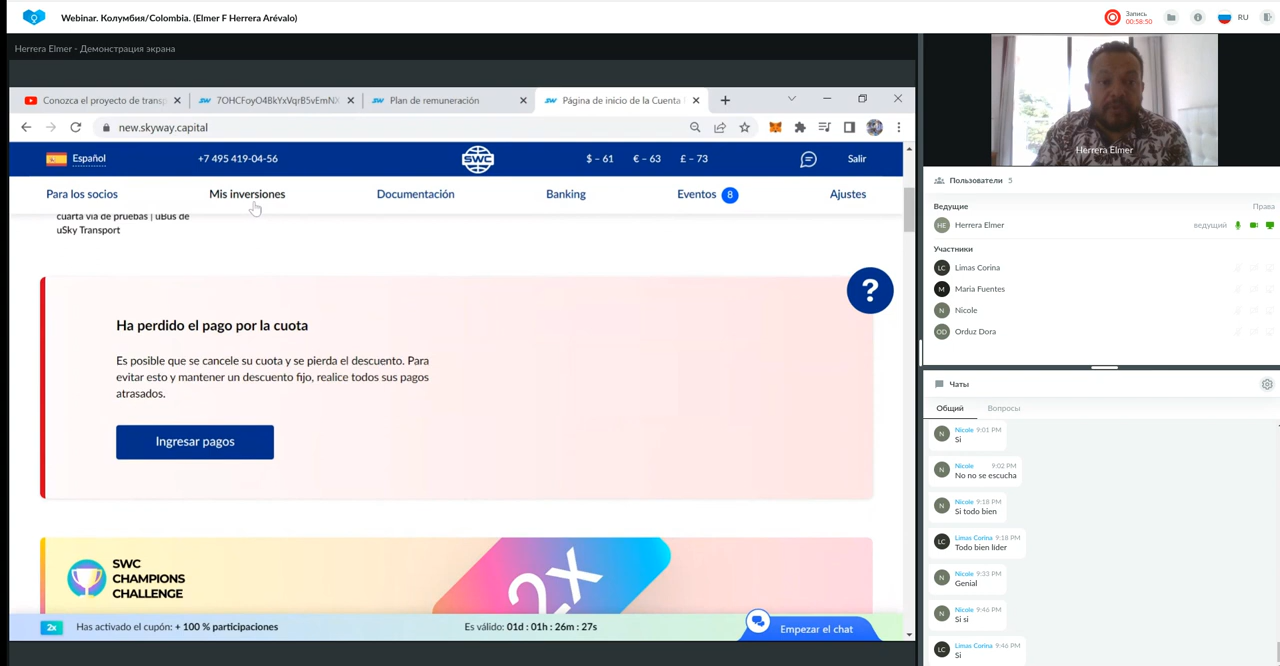 Webinar. Колумбия/Colombia. (Elmer F Herrera Arévalo)
Запись
00:58:50
RU
Herrera Elmer - Демонстрация экрана
Conozca el proyecto de transp
7OHCFoyO4BkYxVqrB5vEmNX
Plan de remuneración
Página de inicio de la Cuenta
new.skyway.capital
Español
+7 495 419-04-56
SWC
$ – 61
€ – 63
£ – 73
Salir
Para los socios
Mis inversiones
Documentación
Banking
Eventos 8
Ajustes
cuarta vía de pruebas | uBus de
uSky Transport
?
Ha perdido el pago por la cuota
Es posible que se cancele su cuota y se pierda el descuento. Para
evitar esto y mantener un descuento fijo, realice todos sus pagos
atrasados.
Ingresar pagos
SWC
CHAMPIONS
CHALLENGE
2X
2x
Has activado el cupón: + 100 % participaciones
Es válido: 01d : 01h : 26m : 27s
Empezar el chat
Herrera Elmer
Пользователи 5
Ведущие
Права
HE
Herrera Elmer
ведущий
Участники
LC
Limas Corina
M
Maria Fuentes
N
Nicole
OD
Orduz Dora
Чаты
Общий
Вопросы
N
Nicole 9:01 PM
Si
N
Nicole 9:02 PM
No no se escucha
N
Nicole 9:18 PM
Si todo bien
LC
Limas Corina 9:18 PM
Todo bien líder
N
Nicole 9:33 PM
Genial
N
Nicole 9:46 PM
Si si
LC
Limas Corina 9:46 PM
Si